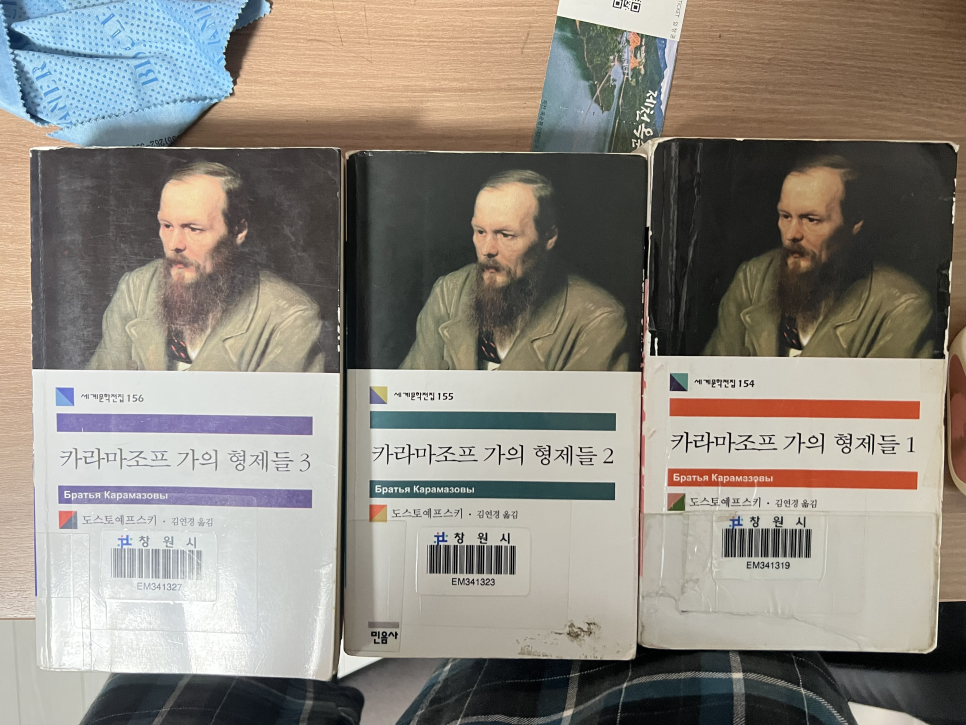 TICKET
세계문학전집 156
카라마조프 가의 형제들 3
Братья Карамазовы
도스토예프스키 · 김연경 옮김
창원시
EM341327
세계문학전집 155
카라마조프 가의 형제들 2
Братья Карамазовы
도스토예프스키 · 김연경 옮김
창원시
EM341323
민음사
세계문학전집 154
카라마조프 가의 형제들 1
Братья Карамазовы
도스토예프스키 · 김연경 옮김
창원시
EM341319